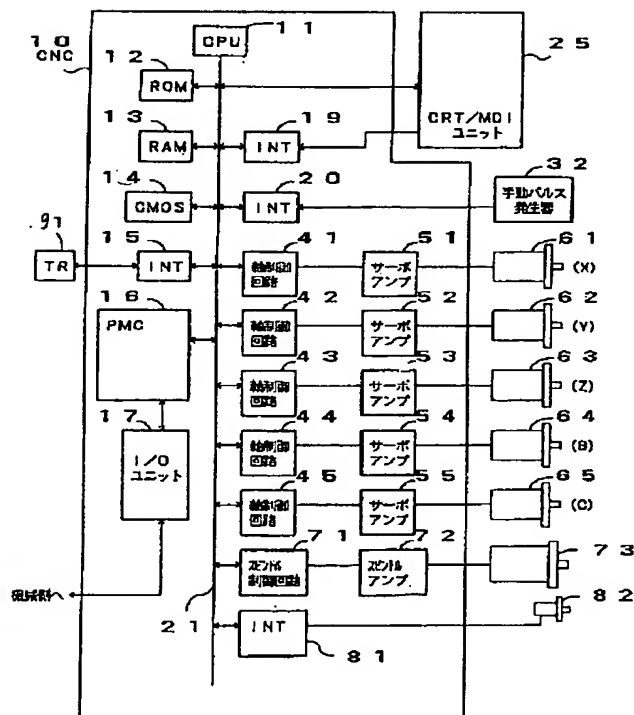 11
CPU
10
CNC
25
12
ROM
CRT/MDI
ユニット
13
RAM
19
INT
32
手動パルス
発生器
14
CMOS
20
INT
91
TR
15
INT
41
軸制御
回路
51
サーボ
アンプ
61
(X)
16
PMC
42
軸制御
回路
52
サーボ
アンプ
62
(Y)
43
軸制御
回路
53
サーボ
アンプ
63
(Z)
17
I/O
ユニット
44
軸制御
回路
54
サーボ
アンプ
64
(B)
45
軸制御
回路
55
サーボ
アンプ
65
(C)
71
スピンドル
制御回路
72
スピンドル
アンプ
73
機械側へ
21
INT
81
82